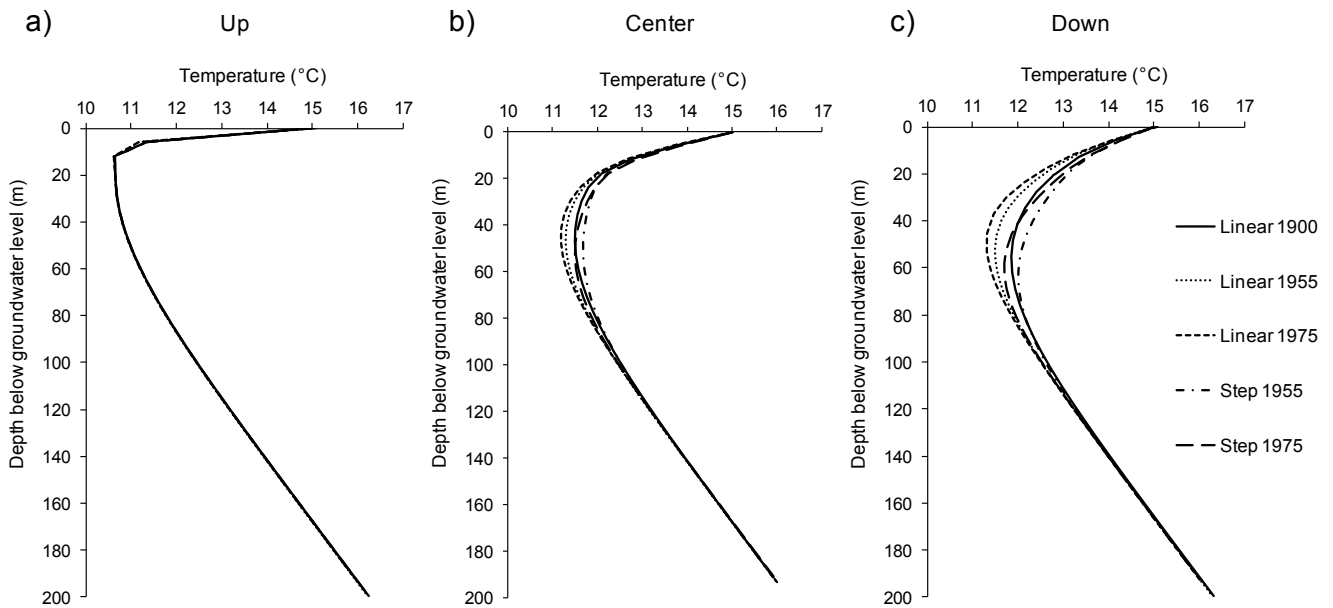 a)
Up
Temperature (°C)
10 11 12 13 14 15 16 17
0
20
40
60
80
100
120
140
160
180
200
Depth below groundwater level (m)
b)
Center
Temperature (°C)
10 11 12 13 14 15 16 17
0
20
40
60
80
100
120
140
160
180
200
Depth below groundwater level (m)
c)
Down
Temperature (°C)
10 11 12 13 14 15 16 17
0
20
40
60
80
100
120
140
160
180
200
Depth below groundwater level (m)
Linear 1900
Linear 1955
Linear 1975
Step 1955
Step 1975